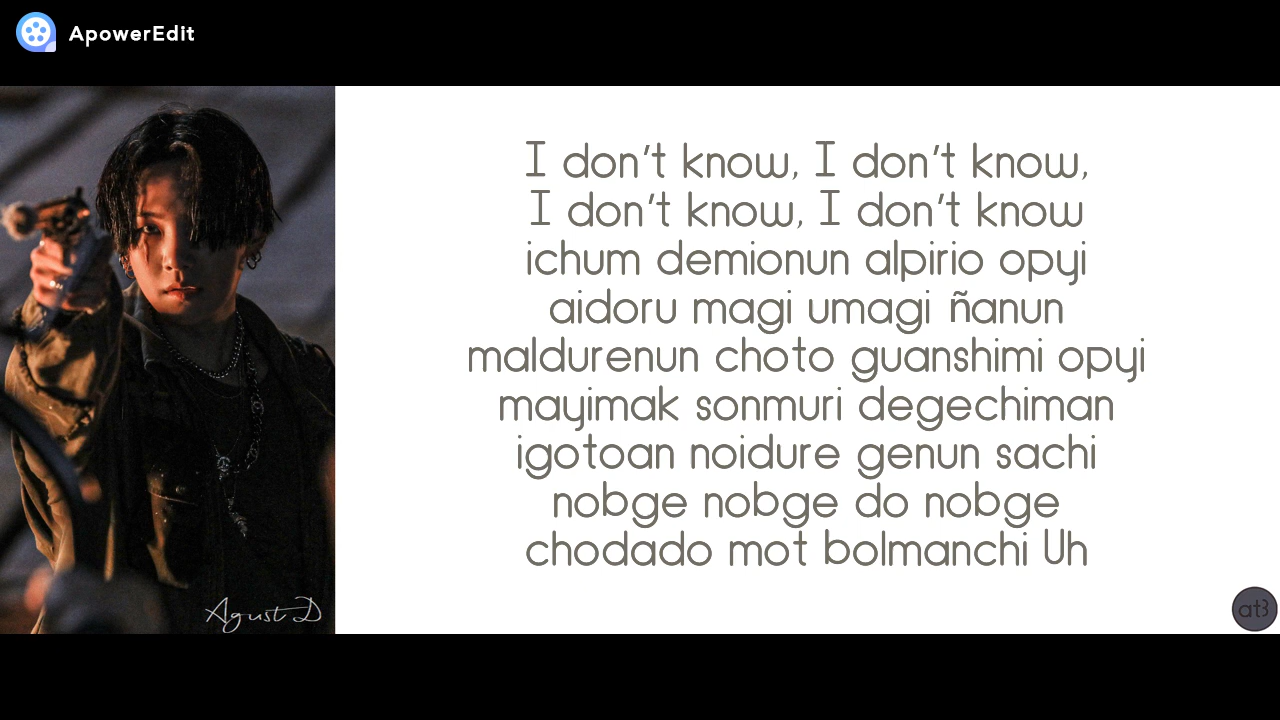 ApowerEdit
I don't know, I don't know,
I don't know, I don't know
ichum demionun alpirio opyi
aidoru magi umagi ñanun
maldurenun choto guanshimi opyi
mayimak sonmuri degechiman
igotoan noidure genun sachi
nobge nobge do nobge
chodado mot bolmanchi Uh
Agust D
at3